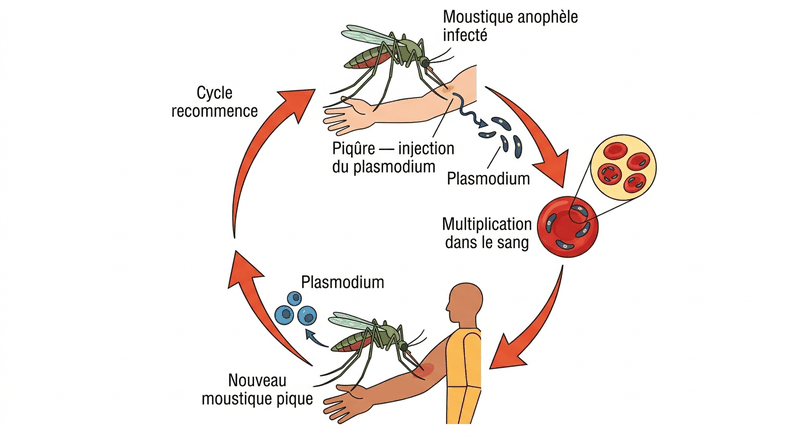 Moustique anophèle
infecté
Cycle
recommence
Piqûre — injection
du plasmodium
Plasmodium
Multiplication
dans le sang
Plasmodium
Nouveau
moustique pique